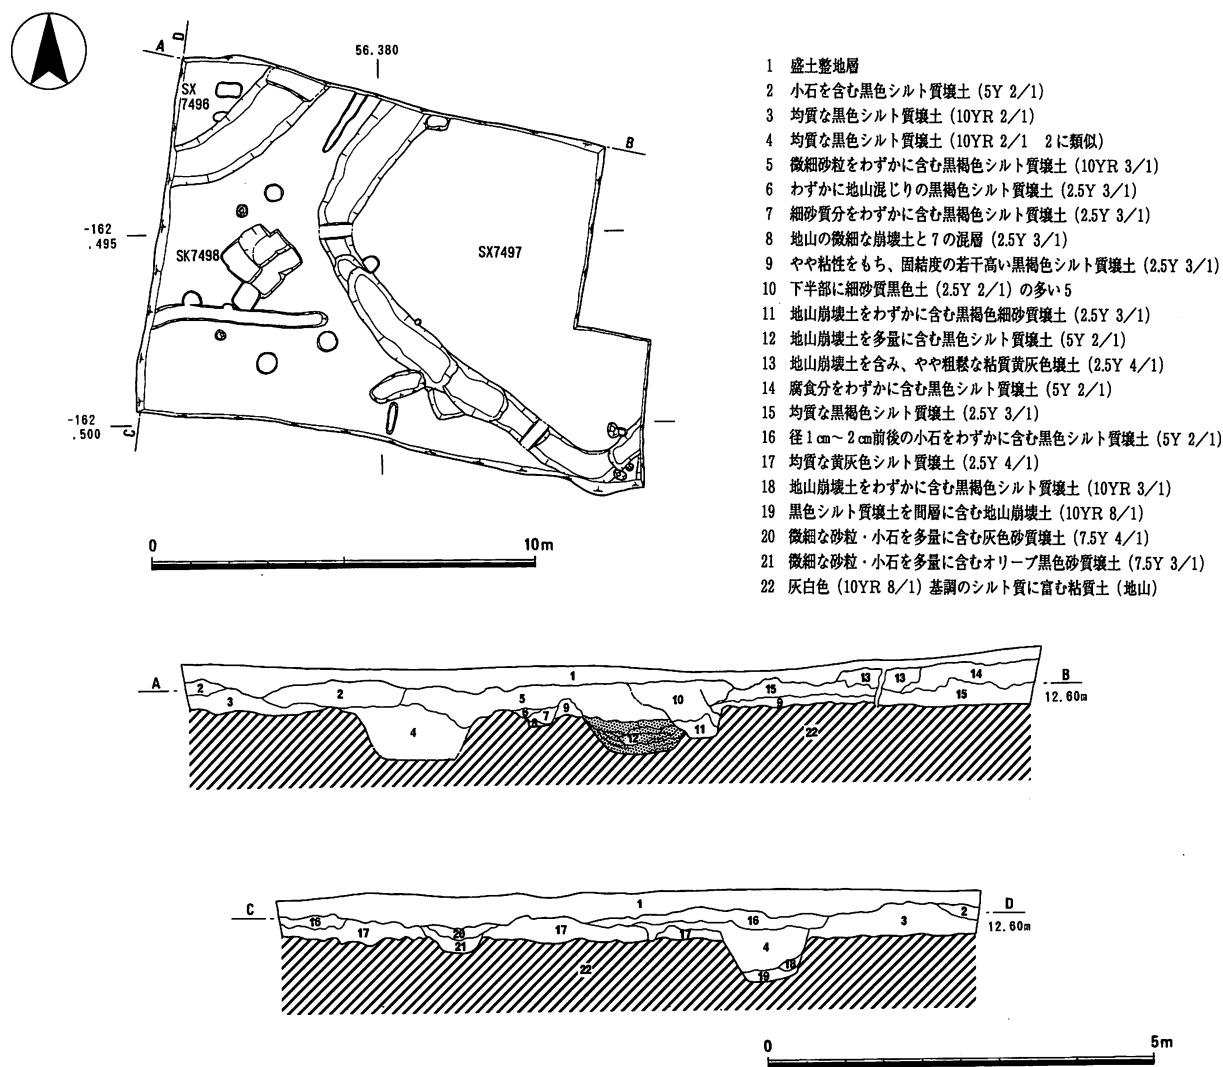 A
D
56.380
SX
7496
B
-162
.495
SK7498
SX7497
-162
.500
C
0 10m
1 盛土整地層
2 小石を含む黒色シルト質壌土 (5Y 2/1)
3 均質な黒色シルト質壌土 (10YR 2/1)
4 均質な黒色シルト質壌土 (10YR 2/1 2に類似)
5 微細砂粒をわずかに含む黒褐色シルト質壌土 (10YR 3/1)
6 わずかに地山混じりの黒褐色シルト質壌土 (2.5Y 3/1)
7 細砂質分をわずかに含む黒褐色シルト質壌土 (2.5Y 3/1)
8 地山の微細な崩壊土と7の混層 (2.5Y 3/1)
9 やや粘性をもち、固結度の若干高い黒褐色シルト質壌土 (2.5Y 3/1)
10 下半部に細砂質黒色土 (2.5Y 2/1) の多い5
11 地山崩壊土をわずかに含む黒褐色細砂質壌土 (2.5Y 3/1)
12 地山崩壊土を多量に含む黒色シルト質壌土 (5Y 2/1)
13 地山崩壊土を含み、やや粗鬆な粘質黄灰色壌土 (2.5Y 4/1)
14 腐食分をわずかに含む黒色シルト質壌土 (5Y 2/1)
15 均質な黒褐色シルト質壌土 (2.5Y 3/1)
16 径1㎝～2㎝前後の小石をわずかに含む黒色シルト質壌土 (5Y 2/1)
17 均質な黄灰色シルト質壌土 (2.5Y 4/1)
18 地山崩壊土をわずかに含む黒褐色シルト質壌土 (10YR 3/1)
19 黒色シルト質壌土を間層に含む地山崩壊土 (10YR 8/1)
20 微細な砂粒・小石を多量に含む灰色砂質壌土 (7.5Y 4/1)
21 微細な砂粒・小石を多量に含むオリーブ黒色砂質壌土 (7.5Y 3/1)
22 灰白色 (10YR 8/1) 基調のシルト質に富む粘質土 (地山)
A 1 B
12.60m
2 2 5 10 15 13 13 14
3 4 7 9 9 15
8 12 11 22
C 1 D
12.60m
16 16 3 2
17 20 17 17 4
21 22 18
19
0 5m